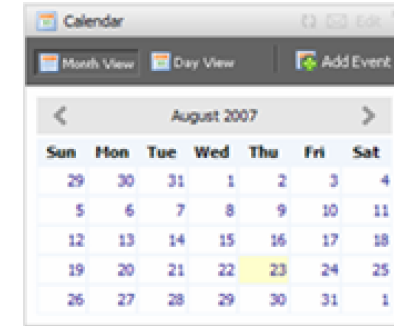 Calendar Edit
Month View Day View Add Event
August 2007
Sun Mon Tue Wed Thu Fri Sat
29 30 31 1 2 3 4
5 6 7 8 9 10 11
12 13 14 15 16 17 18
19 20 21 22 23 24 25
26 27 28 29 30 31 1